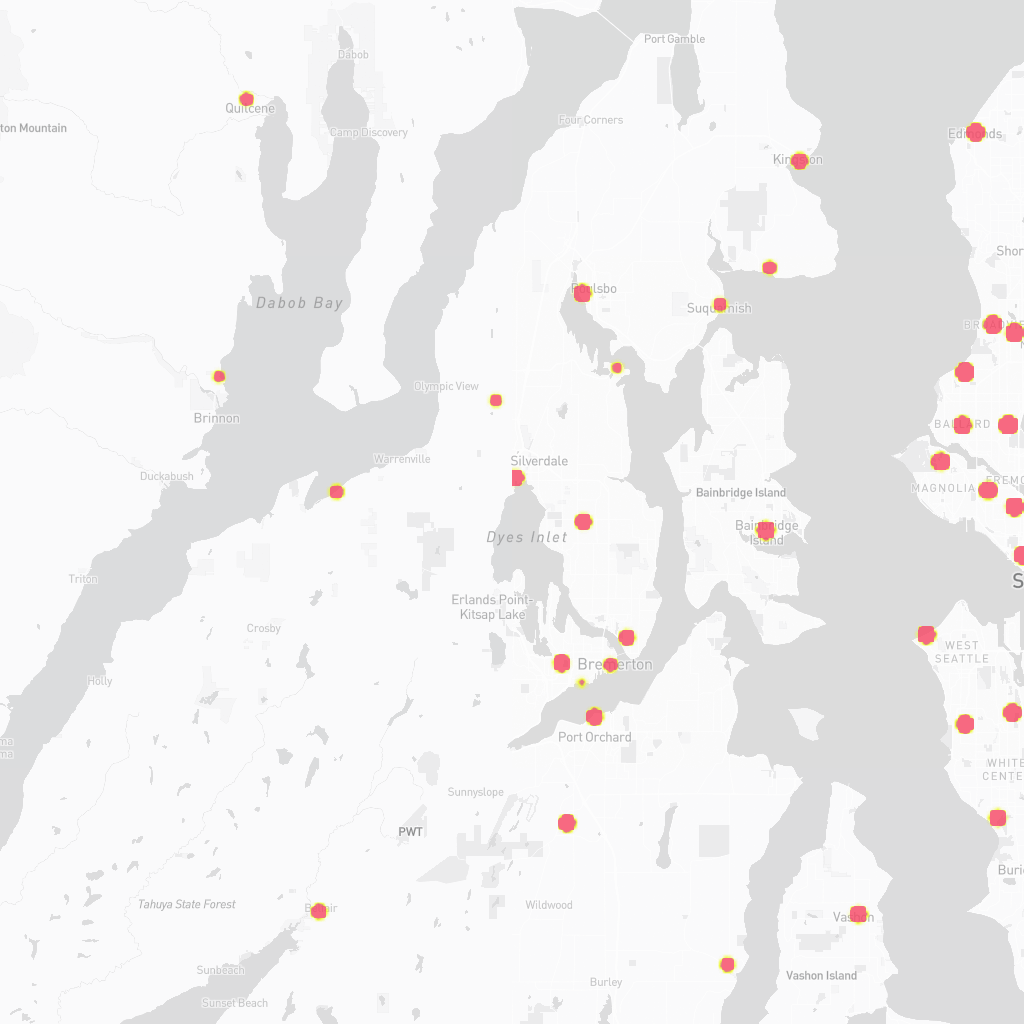 Port Gamble
Dabob
Quilcene
ton Mountain
Camp Discovery
Four Corners
Edmonds
Kingston
Shor
Poulsbo
Dabob Bay
Suquamish
Olympic View
Brinnon
BALLARD
Warrenville
Silverdale
Duckabush
MAGNOLIA
FREMO
Bainbridge Island
Bainbridge
Island
Dyes Inlet
Triton
S
Erlands Point-
Kitsap Lake
Crosby
WEST
SEATTLE
Bremerton
Holly
Port Orchard
ma
ma
WHITE
CENTE
Sunnyslope
PWT
Buri
Tahuya State Forest
Belfair
Wildwood
Vashon
Sunbeach
Vashon Island
Burley
Sunset Beach